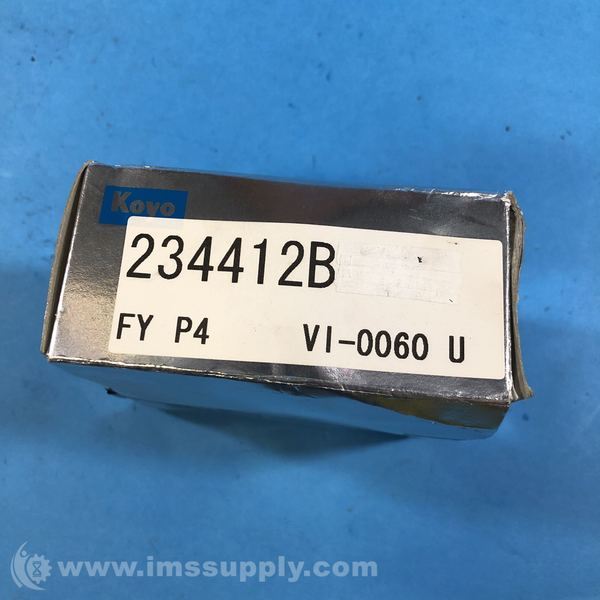 Koyo
234412B
FY P4 VI-0060 U
www.imssupply.com